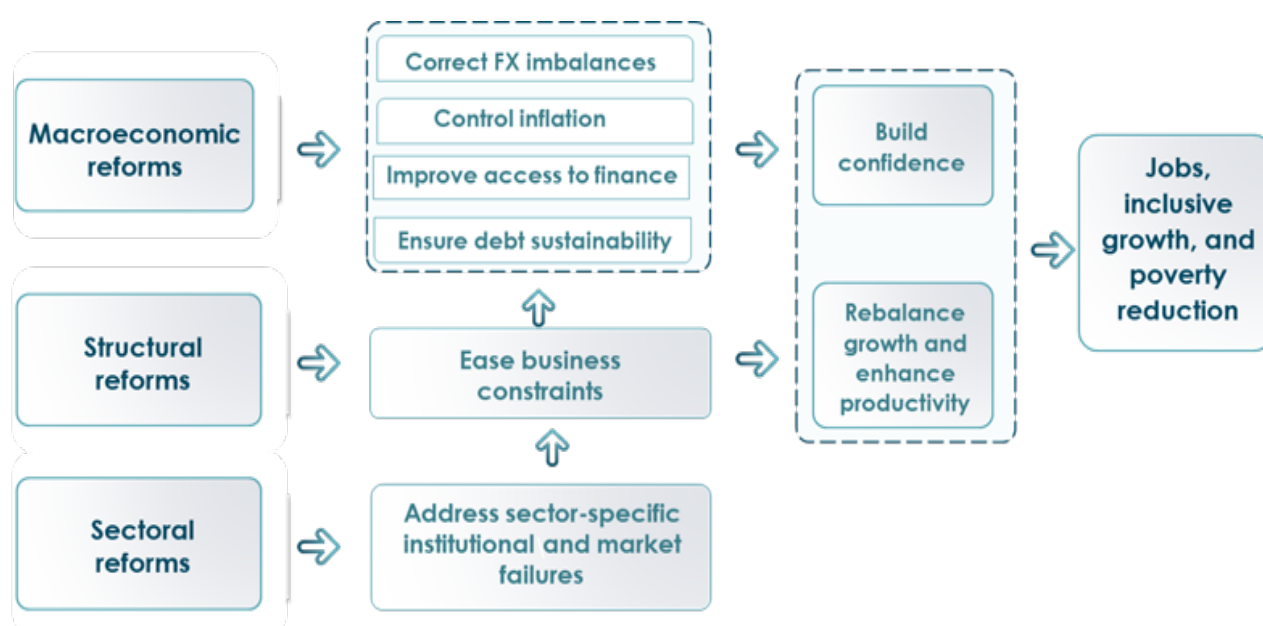 Macroeconomic
reforms
Correct FX imbalances
Control inflation
Improve access to finance
Ensure debt sustainability
Build
confidence
Jobs,
inclusive
growth, and
poverty
reduction
Structural
reforms
Ease business
constraints
Rebalance
growth and
enhance
productivity
Sectoral
reforms
Address sector-specific
institutional and market
failures